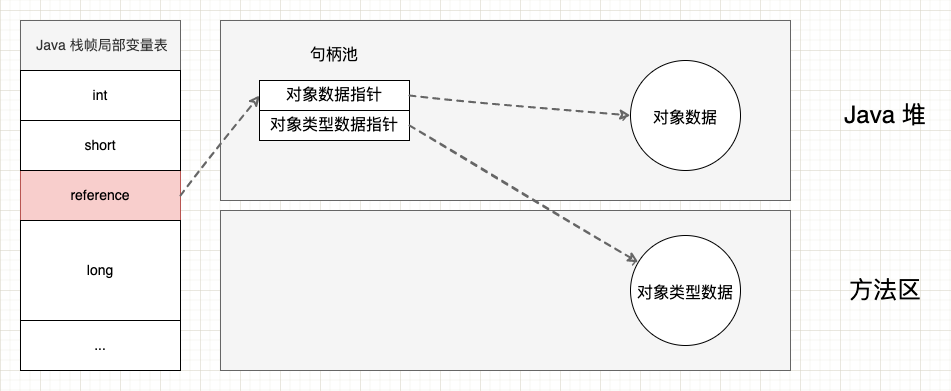 Java 栈帧局部变量表
int
short
reference
long
...
句柄池
对象数据指针
对象类型数据指针
对象数据
Java 堆
对象类型数据
方法区